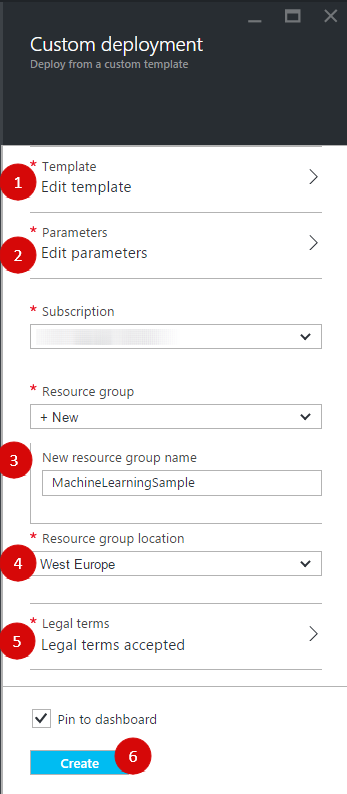 Custom deployment
Deploy from a custom template
* Template
1
Edit template
* Parameters
2
Edit parameters
* Subscription
* Resource group
+ New
3
New resource group name
MachineLearningSample
* Resource group location
4
West Europe
* Legal terms
5
Legal terms accepted
Pin to dashboard
Create
6